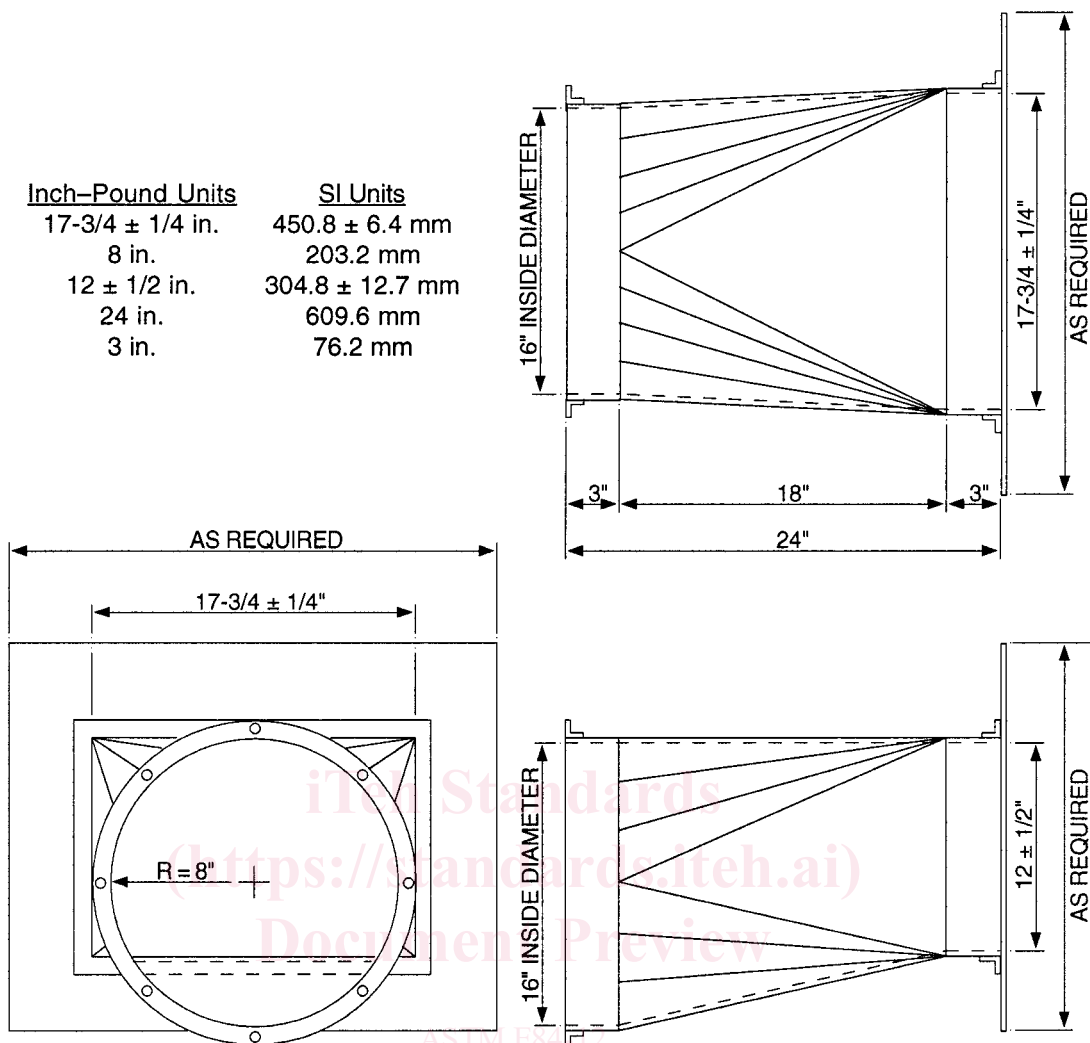 Inch–Pound Units SI Units
17-3/4 ± 1/4 in. 450.8 ± 6.4 mm
8 in. 203.2 mm
12 ± 1/2 in. 304.8 ± 12.7 mm
24 in. 609.6 mm
3 in. 76.2 mm
16" INSIDE DIAMETER
17-3/4 ± 1/4"
AS REQUIRED
3"
18"
3"
24"
AS REQUIRED
17-3/4 ± 1/4"
R = 8"
16" INSIDE DIAMETER
12 ± 1/2"
AS REQUIRED
iTeh Standards
(https://standards.iteh.ai)
Document Preview